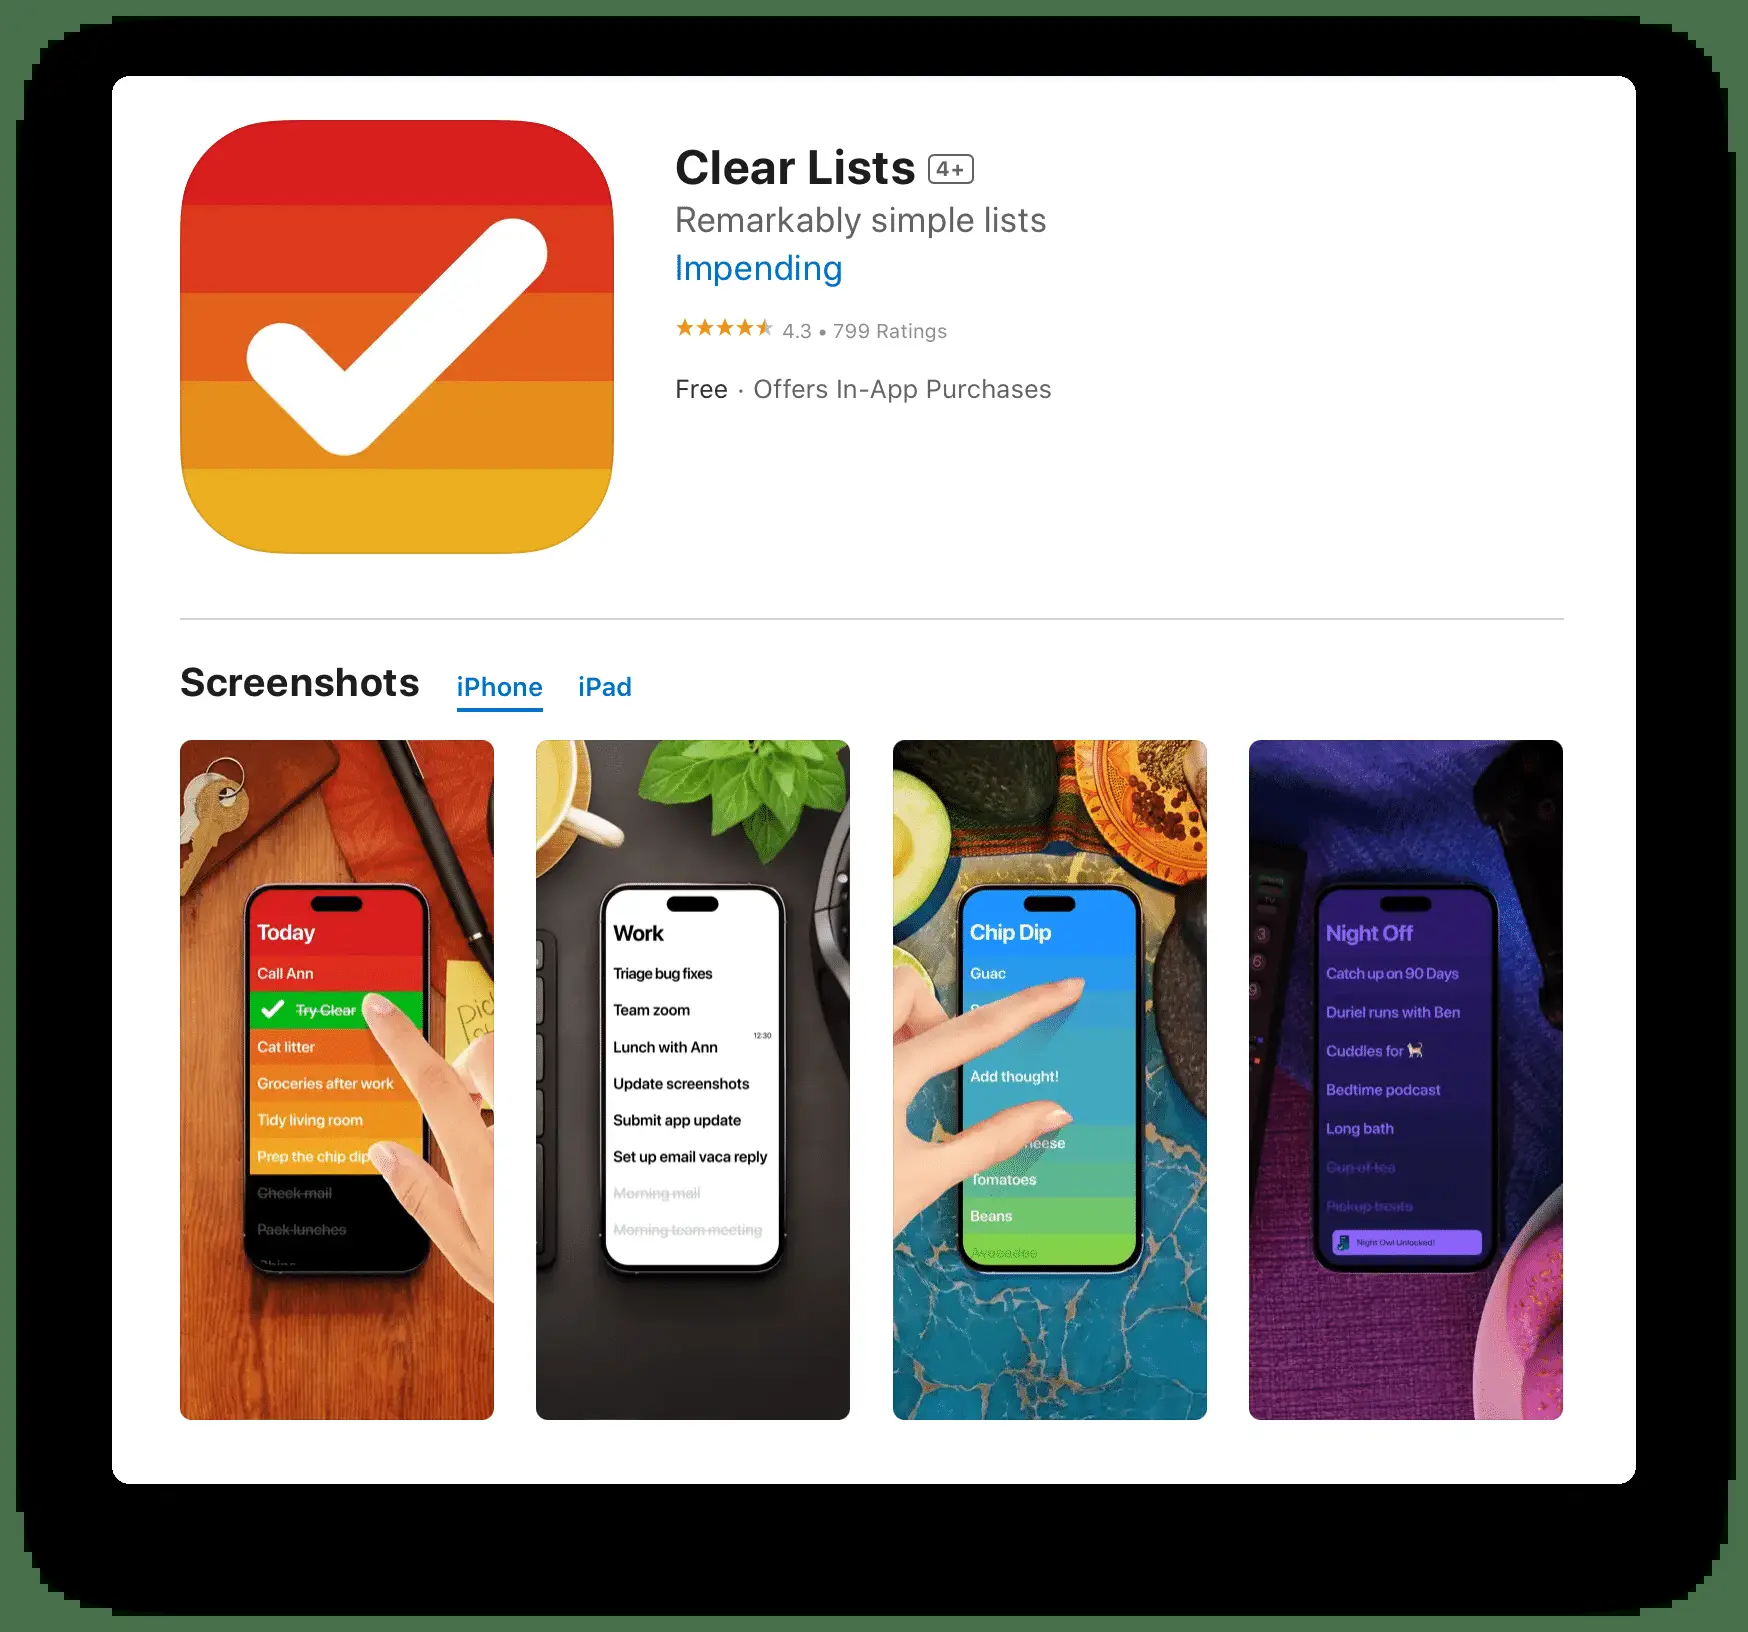 Clear Lists 4+
Remarkably simple lists
Impending
4.3 • 799 Ratings
Free · Offers In-App Purchases
Screenshots iPhone iPad
Today
Call Ann
Try Clear
Cat litter
Groceries after work
Tidy living room
Prep the chip dip
Check mail
Pack lunches
Work
Triage bug fixes
Team zoom
12:30
Lunch with Ann
Update screenshots
Submit app update
Set up email vaca reply
Morning mail
Morning team meeting
Chip Dip
Guac
Add thought!
Tomatoes
Beans
Avocados
Night Off
Catch up on 90 Days
Duriel runs with Ben
Cuddles for 🐈
Bedtime podcast
Long bath
Cup of tea
Pickup treats
Night Owl Unlocked!
TV
3
6
9